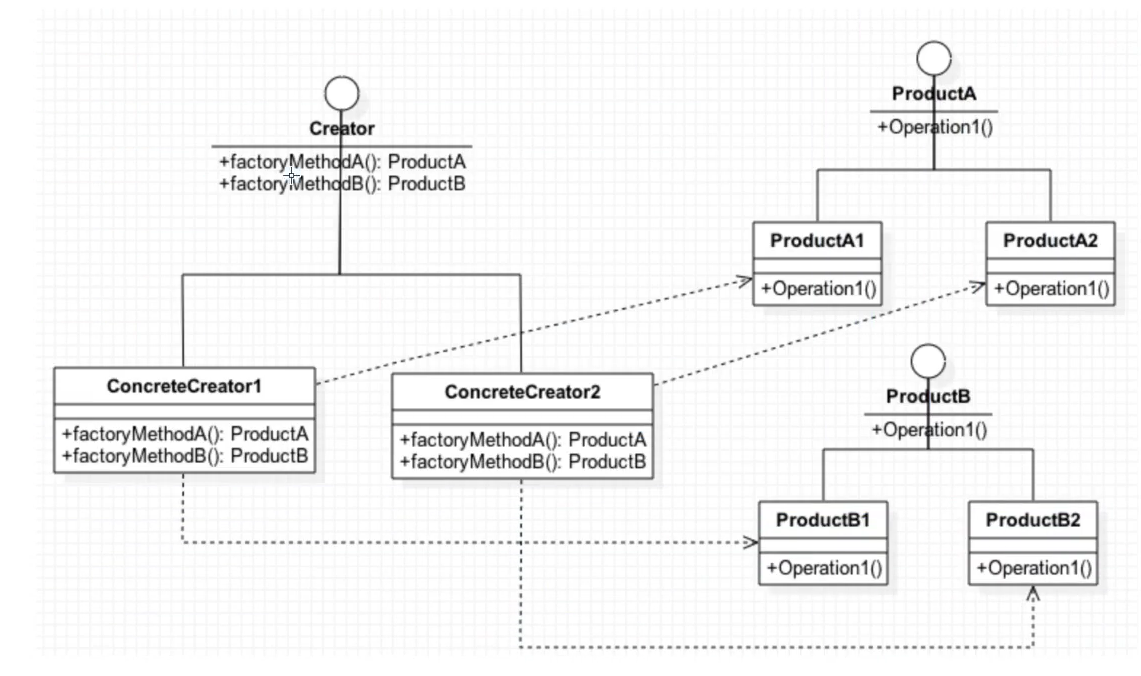 Creator
+factoryMethodA(): ProductA
+factoryMethodB(): ProductB
ProductA
+Operation1()
ProductA1
+Operation1()
ProductA2
+Operation1()
ConcreteCreator1
+factoryMethodA(): ProductA
+factoryMethodB(): ProductB
ConcreteCreator2
+factoryMethodA(): ProductA
+factoryMethodB(): ProductB
ProductB
+Operation1()
ProductB1
+Operation1()
ProductB2
+Operation1()